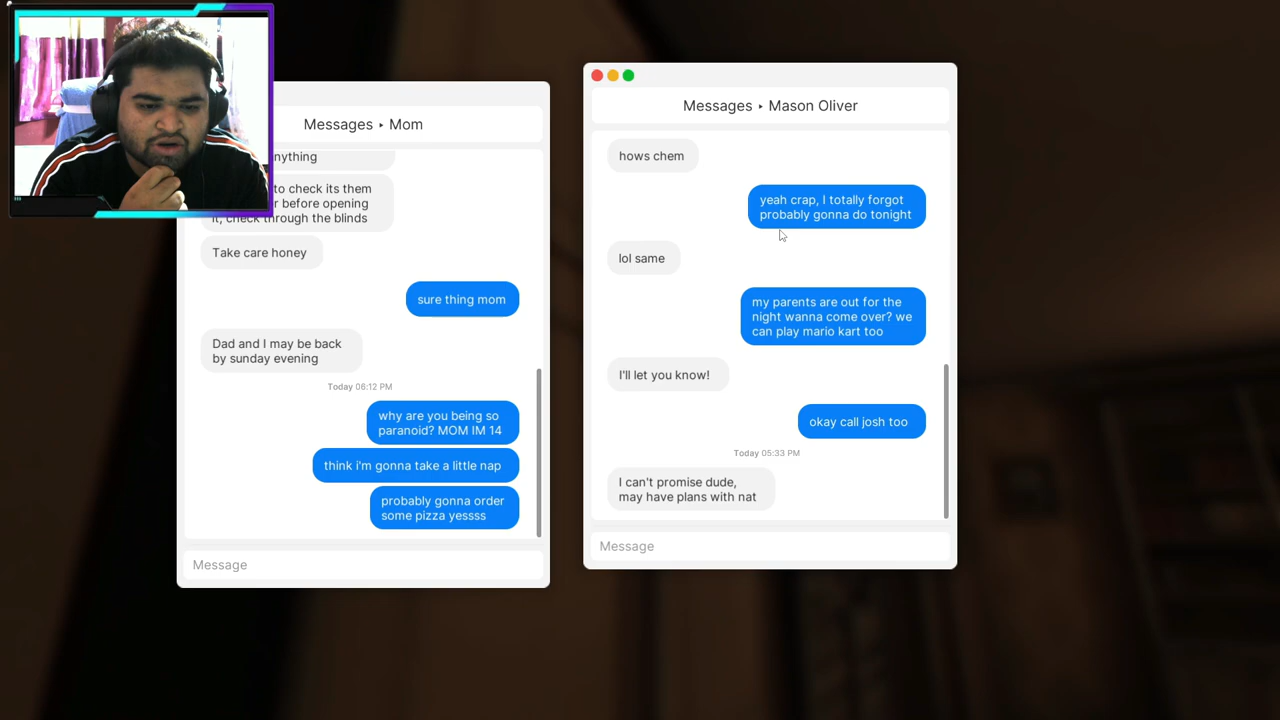 Messages ‣ Mom
to check its them
before opening
it, check through the blinds
Take care honey
sure thing mom
Dad and I may be back
by sunday evening
Today 06:12 PM
why are you being so
paranoid? MOM IM 14
think i'm gonna take a little nap
probably gonna order
some pizza yessss
Message
Messages ‣ Mason Oliver
hows chem
yeah crap, I totally forgot
probably gonna do tonight
lol same
my parents are out for the
night wanna come over? we
can play mario kart too
I'll let you know!
okay call josh too
Today 05:33 PM
I can't promise dude,
may have plans with nat
Message